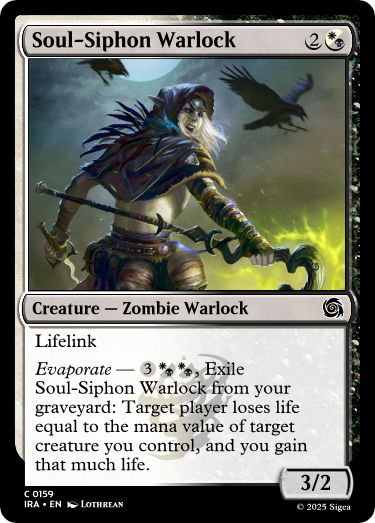 Soul-Siphon Warlock 2
Creature — Zombie Warlock
Lifelink
Evaporate — 3, Exile
Soul-Siphon Warlock from your
graveyard: Target player loses life
equal to the mana value of target
creature you control, and you gain
that much life.
3/2
C 0159
IRA • EN Lothrean
© 2025 Sigea